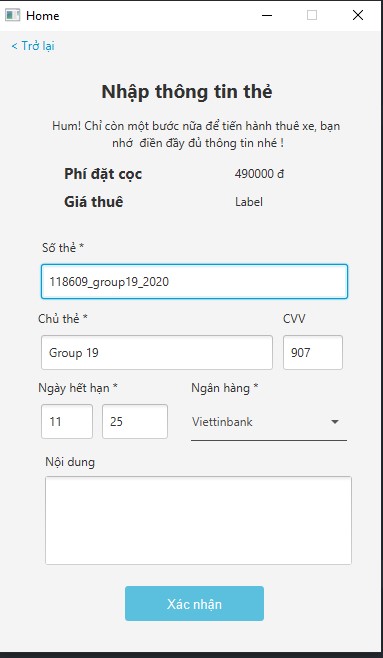 Home
< Trở lại
Nhập thông tin thẻ
Hum! Chỉ còn một bước nữa để tiến hành thuê xe, bạn
nhớ điền đầy đủ thông tin nhé !
Phí đặt cọc 490000 đ
Giá thuê Label
Số thẻ *
118609_group19_2020
Chủ thẻ * CVV
Group 19 907
Ngày hết hạn * Ngân hàng *
11 25 Viettinbank
Nội dung
Xác nhận